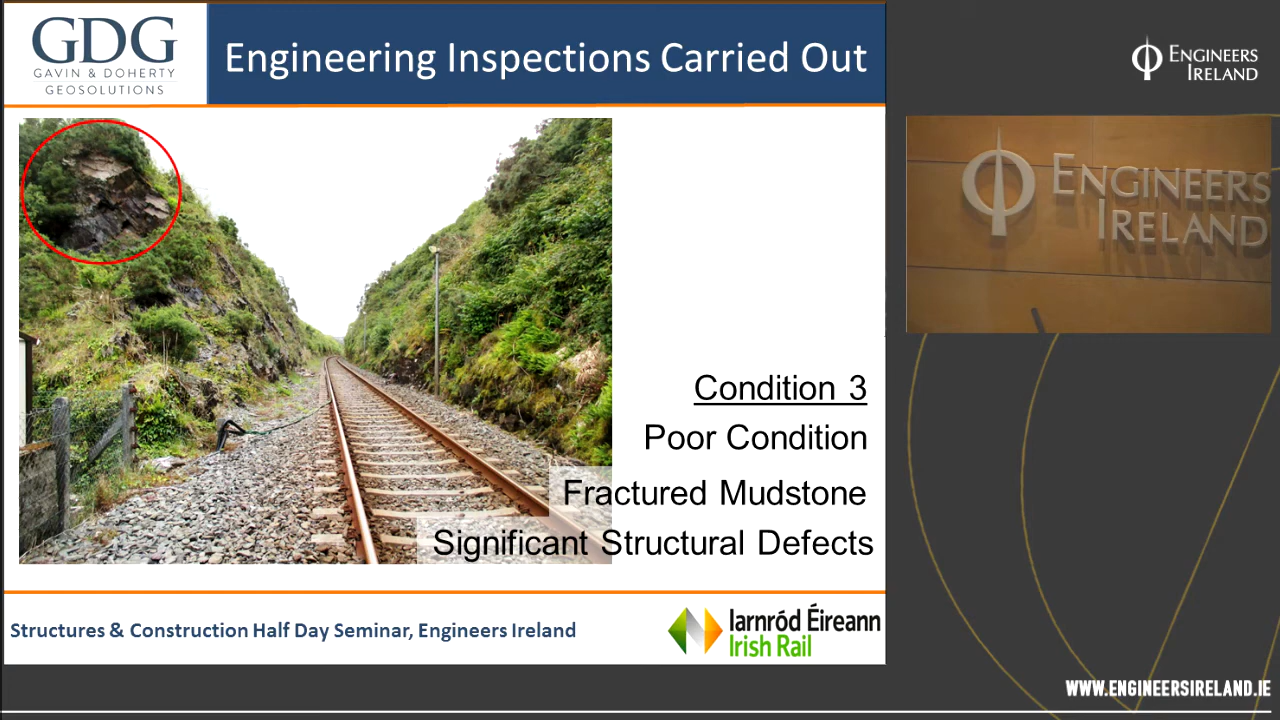 GDG
GAVIN & DOHERTY
GEOSOLUTIONS
Engineering Inspections Carried Out
ENGINEERS
IRELAND
ENGINEERS
IRELAND
Condition 3
Poor Condition
Fractured Mudstone
Significant Structural Defects
Structures & Construction Half Day Seminar, Engineers Ireland
Iarnród Éireann
Irish Rail
WWW.ENGINEERSIRELAND.IE